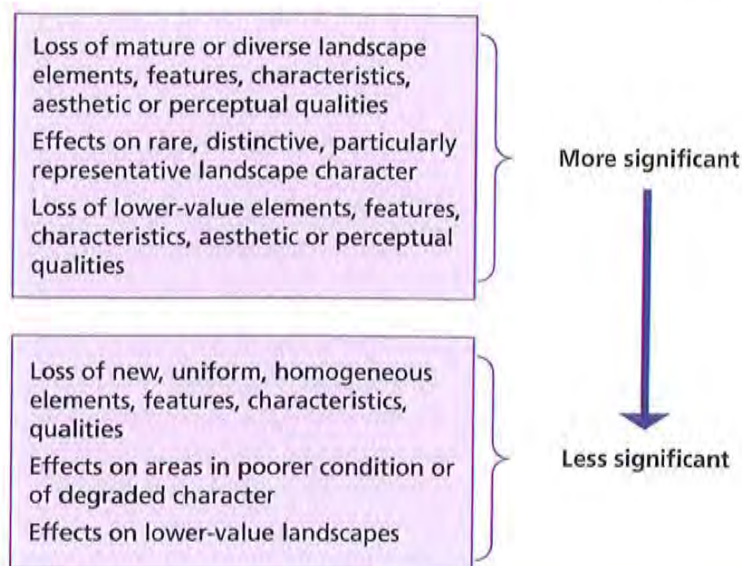 Loss of mature or diverse landscape
elements, features, characteristics,
aesthetic or perceptual qualities
Effects on rare, distinctive, particularly
representative landscape character
Loss of lower-value elements, features,
characteristics, aesthetic or perceptual
qualities
More significant
Loss of new, uniform, homogeneous
elements, features, characteristics,
qualities
Effects on areas in poorer condition or
of degraded character
Effects on lower-value landscapes
Less significant